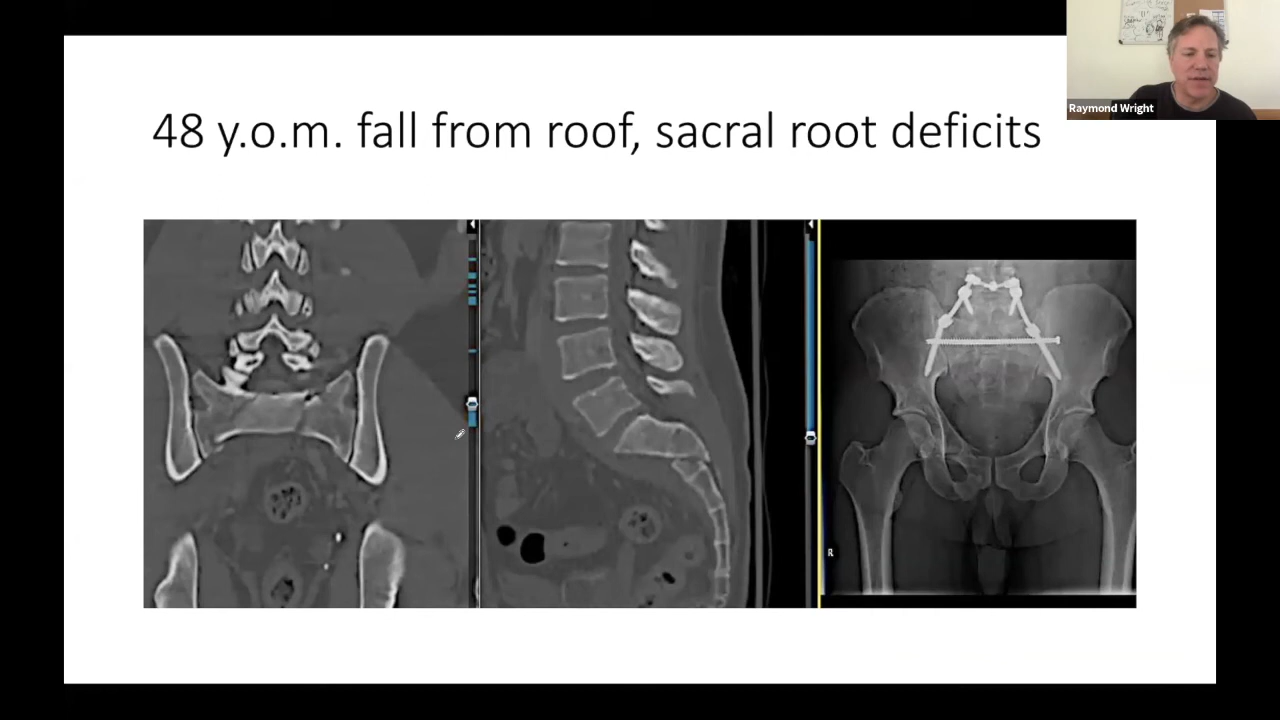 Raymond Wright
48 y.o.m. fall from roof, sacral root deficits
R